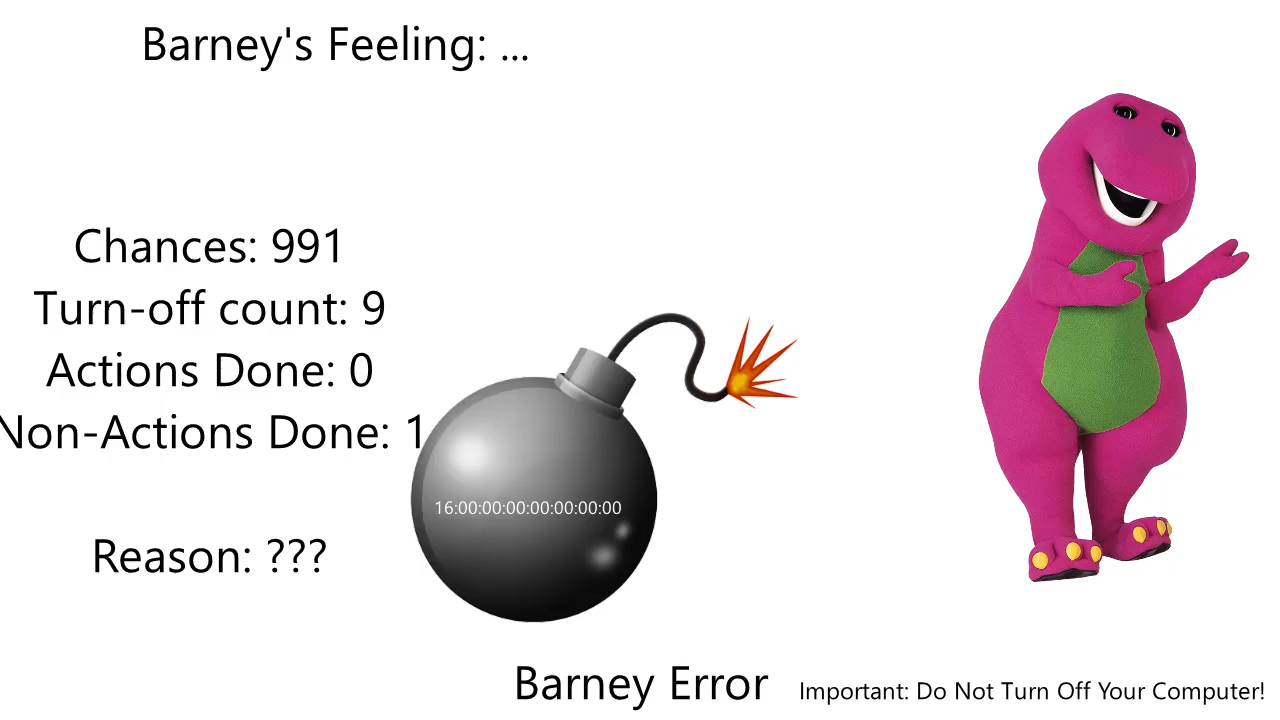 Barney's Feeling: ...
Chances: 991
Turn-off count: 9
Actions Done: 0
Non-Actions Done: 1
16:00:00:00:00:00:00:00
Reason: ???
Barney Error
Important: Do Not Turn Off Your Computer!